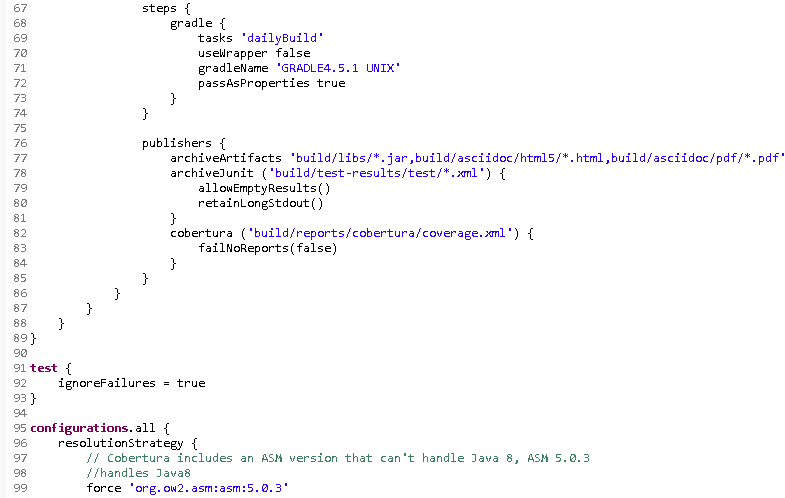 67                 steps {
68                     gradle {
69                         tasks 'dailyBuild'
70                         useWrapper false
71                         gradleName 'GRADLE4.5.1 UNIX'
72                         passAsProperties true
73                     }
74                 }
75
76                 publishers {
77                     archiveArtifacts 'build/libs/*.jar,build/asciidoc/html5/*.html,build/asciidoc/pdf/*.pdf'
78                     archiveJunit ('build/test-results/test/*.xml') {
79                         allowEmptyResults()
80                         retainLongStdout()
81                     }
82                     cobertura ('build/reports/cobertura/coverage.xml') {
83                         failNoReports(false)
84                     }
85                 }
86             }
87         }
88     }
89 }
90
91 test {
92     ignoreFailures = true
93 }
94
95 configurations.all {
96     resolutionStrategy {
97         // Cobertura includes an ASM version that can't handle Java 8, ASM 5.0.3
98         //handles Java8
99         force 'org.ow2.asm:asm:5.0.3'